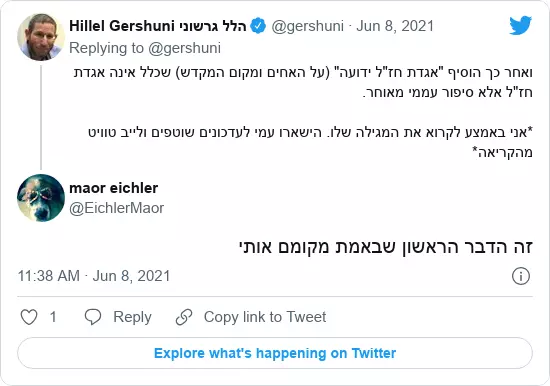 Hillel Gershuni הלל גרשוני @gershuni · Jun 8, 2021
Replying to @gershuni
ואחר כך הוסיף "אגדת חז"ל ידועה" (על האחים ומקום המקדש) שכלל אינה אגדת
חז"ל אלא סיפור עממי מאוחר.
*אני באמצע לקרוא את המגילה שלו. הישארו עמי לעדכונים שוטפים ולייב טוויט
מהקריאה*
maor eichler
@EichlerMaor
זה הדבר הראשון שבאמת מקומם אותי
11:38 AM · Jun 8, 2021
1 Reply Copy link to Tweet
Explore what's happening on Twitter